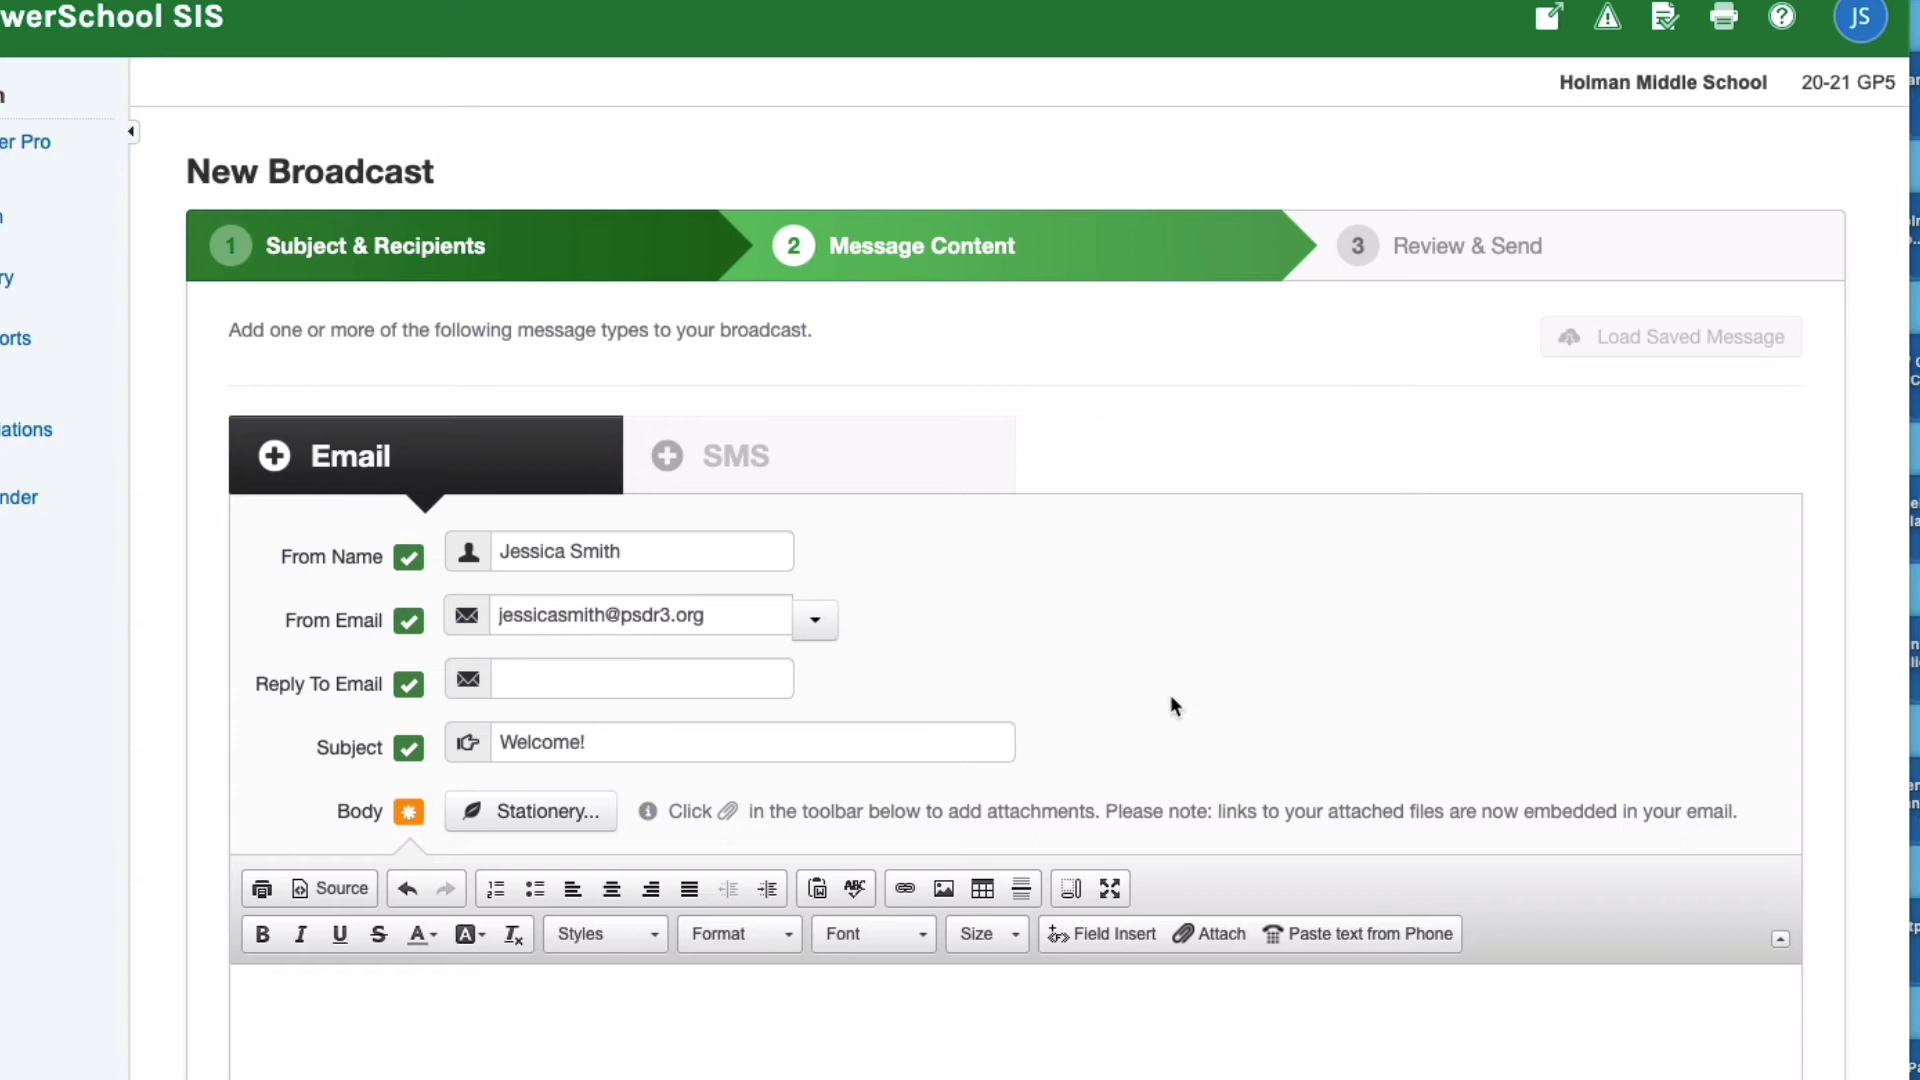 werSchool SIS
JS
Holman Middle School 20-21 GP5
er Pro
ry
orts
lations
nder
New Broadcast
1 Subject & Recipients
2 Message Content
3 Review & Send
Add one or more of the following message types to your broadcast.
Load Saved Message
Email
SMS
From Name Jessica Smith
From Email jessicasmith@psdr3.org
Reply To Email
Subject Welcome!
Body Stationery... Click in the toolbar below to add attachments. Please note: links to your attached files are now embedded in your email.
Source
Styles Format Font Size Field Insert Attach Paste text from Phone